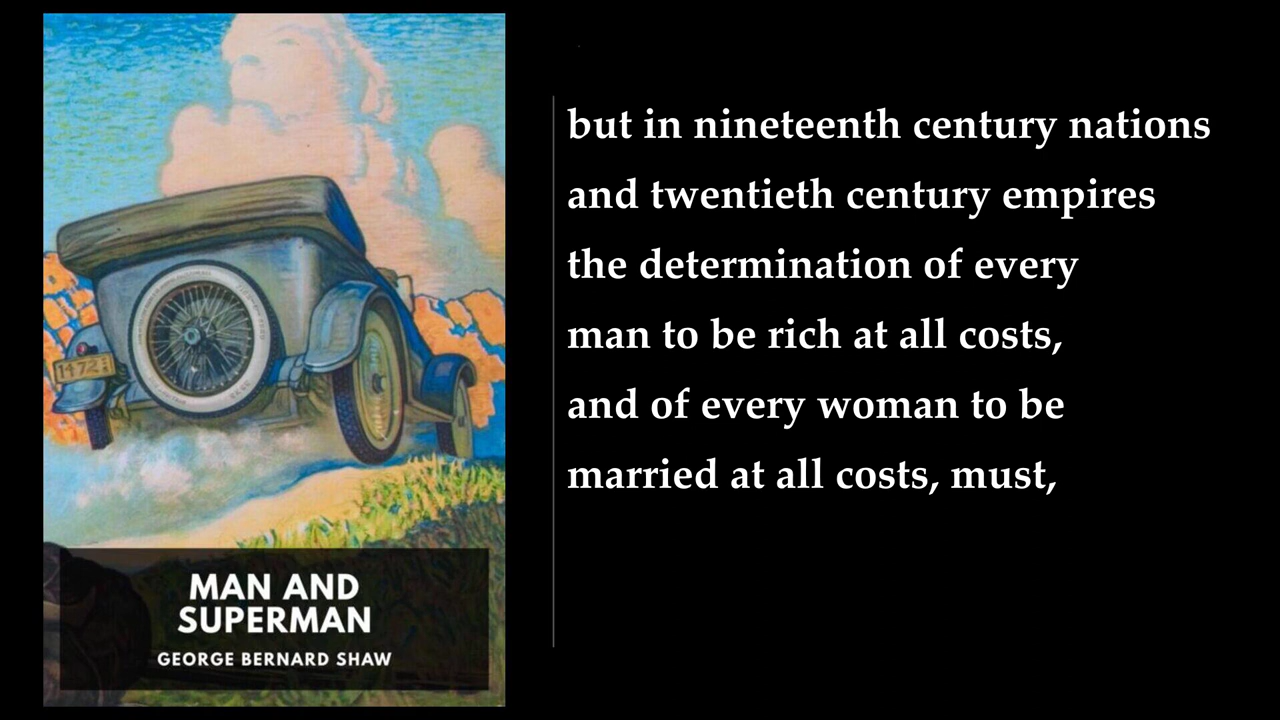 but in nineteenth century nations
and twentieth century empires
the determination of every
man to be rich at all costs,
and of every woman to be
married at all costs, must,
1472
MAN AND
SUPERMAN
GEORGE BERNARD SHAW